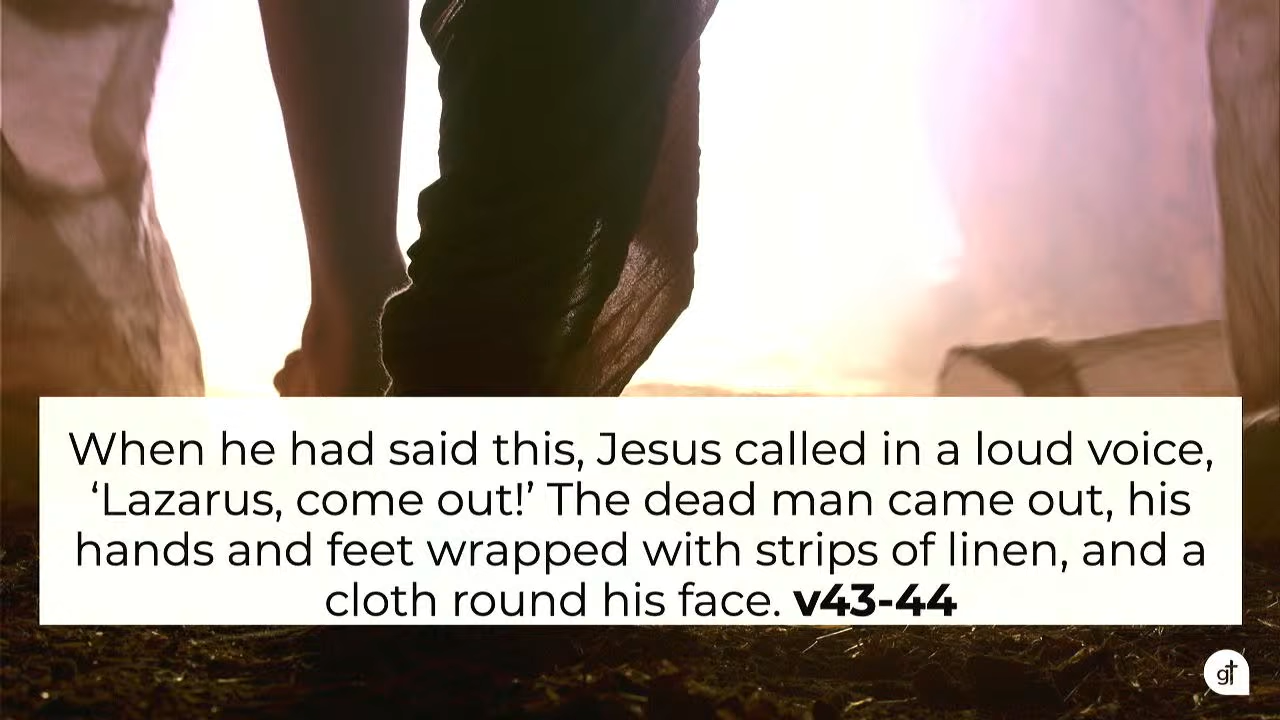 When he had said this, Jesus called in a loud voice,
‘Lazarus, come out!’ The dead man came out, his
hands and feet wrapped with strips of linen, and a
cloth round his face. v43-44
gt